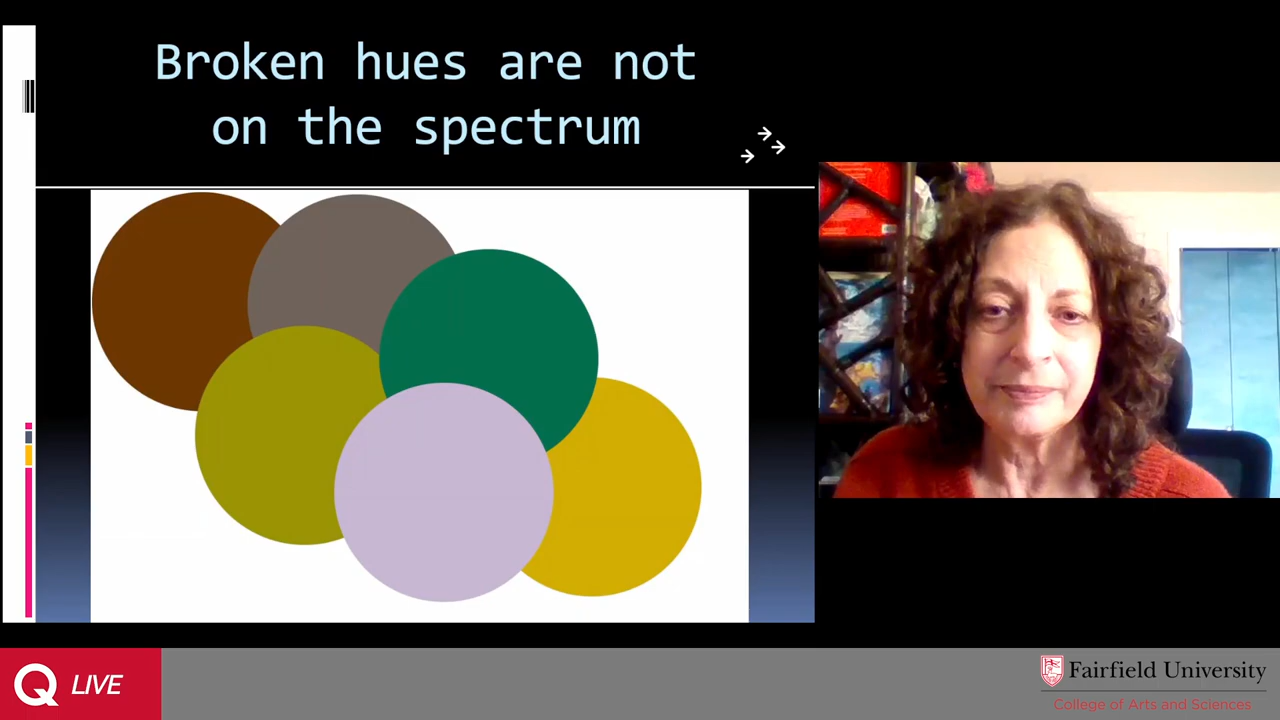 Broken hues are not
on the spectrum
Q LIVE
Fairfield University
College of Arts and Sciences